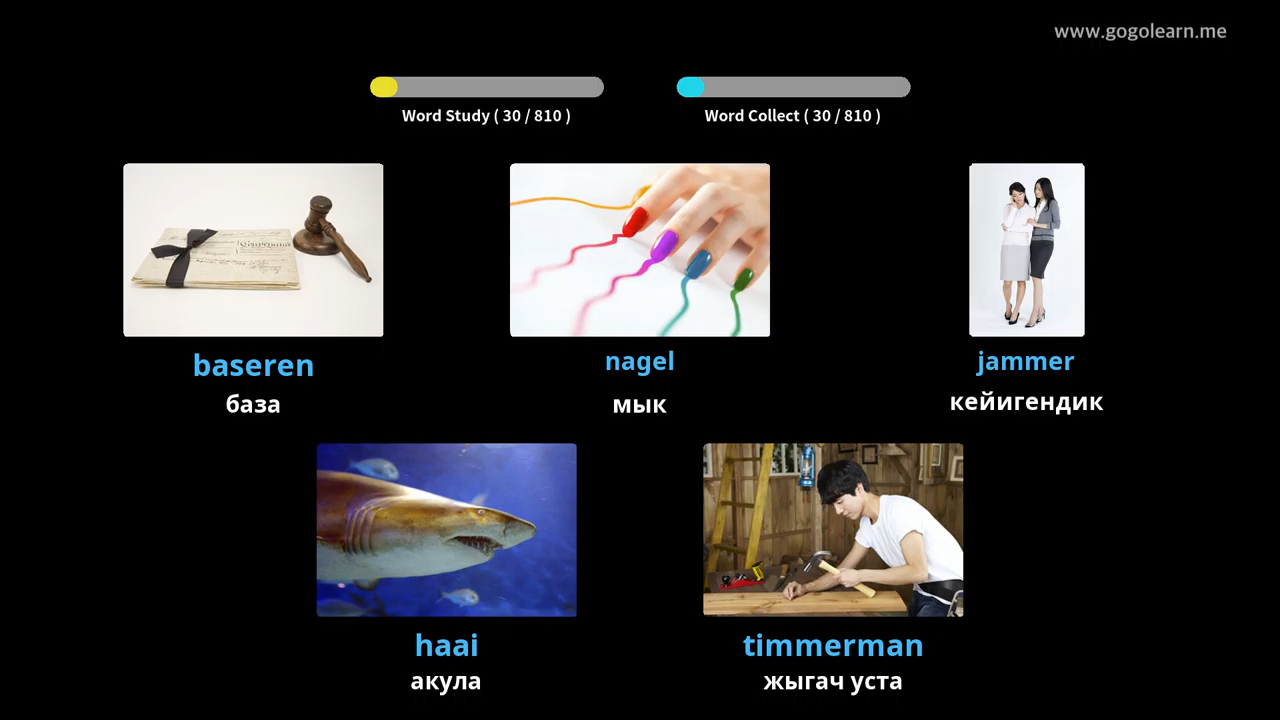 www.gogolearn.me
Word Study ( 30 / 810 )
Word Collect ( 30 / 810 )
baseren
база
nagel
мык
jammer
кейигендик
haai
акула
timmerman
жыгач уста